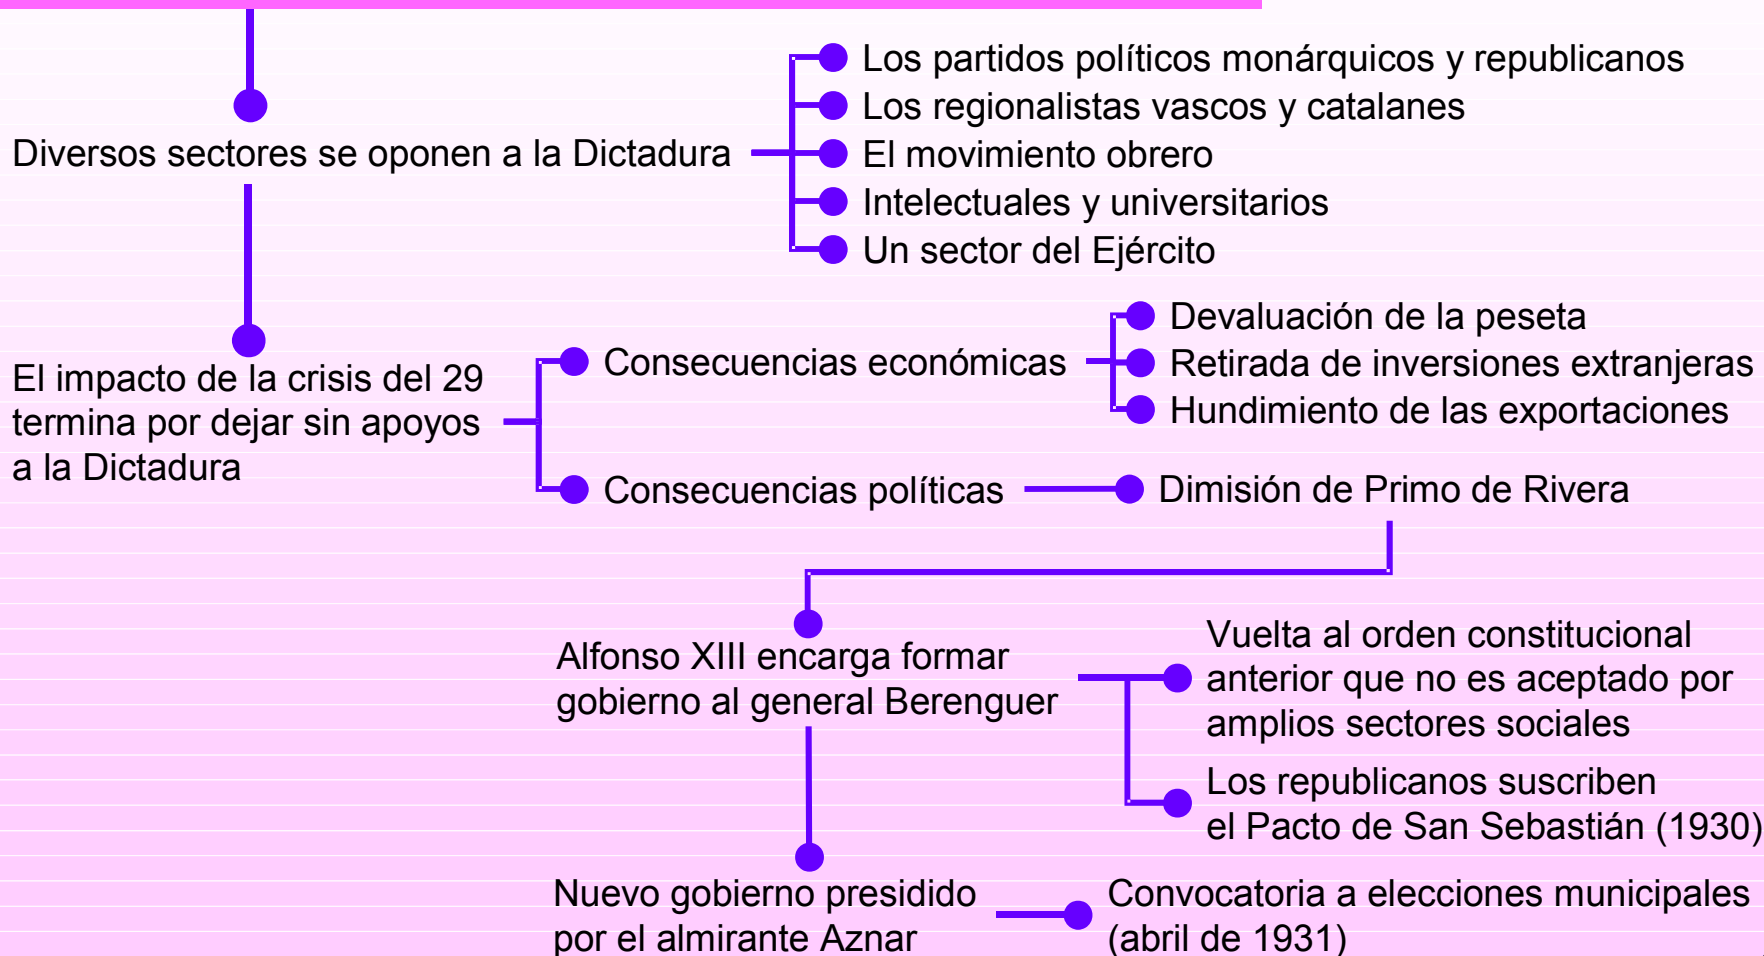 Diversos sectores se oponen a la Dictadura
Los partidos políticos monárquicos y republicanos
Los regionalistas vascos y catalanes
El movimiento obrero
Intelectuales y universitarios
Un sector del Ejército
El impacto de la crisis del 29
termina por dejar sin apoyos
a la Dictadura
Consecuencias económicas
Devaluación de la peseta
Retirada de inversiones extranjeras
Hundimiento de las exportaciones
Consecuencias políticas
Dimisión de Primo de Rivera
Alfonso XIII encarga formar
gobierno al general Berenguer
Vuelta al orden constitucional
anterior que no es aceptado por
amplios sectores sociales
Los republicanos suscriben
el Pacto de San Sebastián (1930)
Nuevo gobierno presidido
por el almirante Aznar
Convocatoria a elecciones municipales
(abril de 1931)